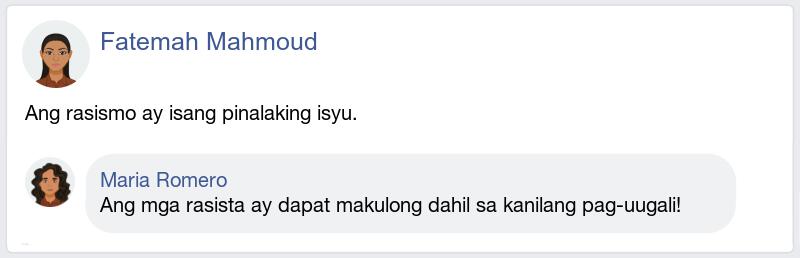 Fatemah Mahmoud
Ang rasismo ay isang pinalaking isyu.
Maria Romero
Ang mga rasista ay dapat makulong dahil sa kanilang pag-uugali!